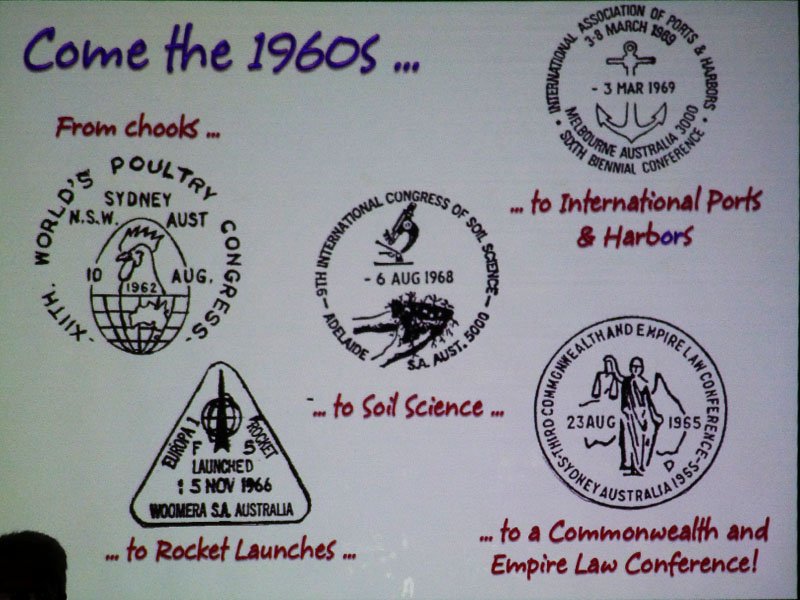 Come the 1960s ...
From chooks ...
XIITH. WORLD'S POULTRY CONGRESS.
SYDNEY
N.S.W. AUST
10 AUG.
1962
INTERNATIONAL ASSOCIATION OF PORTS & HARBORS
3-8 MARCH 1969
- 3 MAR 1969
MELBOURNE AUSTRALIA 3000
SIXTH BIENNIAL CONFERENCE
... to International Ports
& Harbors
9TH INTERNATIONAL CONGRESS OF SOIL SCIENCE
- 6 AUG 1968
ADELAIDE S.A. AUST. 5000
... to Soil Science ...
EUROPA 1 ROCKET
F 5
LAUNCHED
15 NOV 1966
WOOMERA S.A. AUSTRALIA
... to Rocket Launches ...
THIRD COMMONWEALTH AND EMPIRE LAW CONFERENCE
23 AUG 1965
SYDNEY AUSTRALIA 1965
... to a Commonwealth and
Empire Law Conference!